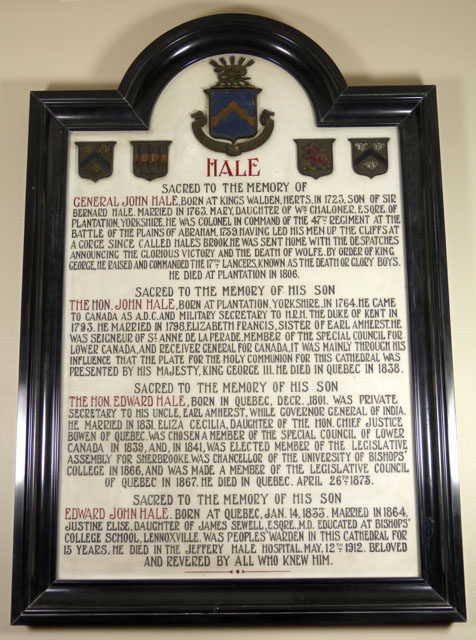 HALE
SACRED TO THE MEMORY OF
GENERAL JOHN HALE, BORN AT KINGS WALDEN, HERTS, IN 1723, SON OF SIR
BERNARD HALE. MARRIED IN 1763. MARY, DAUGHTER OF WM CHALONER, ESQRE. OF
PLANTATION, YORKSHIRE. HE WAS COLONEL IN COMMAND OF THE 47TH REGIMENT AT THE
BATTLE OF THE PLAINS OF ABRAHAM, 1759. HAVING LED HIS MEN UP THE CLIFFS AT
A GORGE SINCE CALLED HALES BROOK. HE WAS SENT HOME WITH THE DESPATCHES
ANNOUNCING THE GLORIOUS VICTORY AND THE DEATH OF WOLFE. BY ORDER OF KING
GEORGE, HE RAISED AND COMMANDED THE 17TH LANCERS, KNOWN AS THE DEATH OR GLORY BOYS.
HE DIED AT PLANTATION IN 1806.
SACRED TO THE MEMORY OF HIS SON
THE HON. JOHN HALE, BORN AT PLANTATION, YORKSHIRE, IN 1764. HE CAME
TO CANADA AS A.D.C. AND MILITARY SECRETARY TO H.R.H. THE DUKE OF KENT IN
1793. HE MARRIED IN 1798. ELIZABETH FRANCIS, SISTER OF EARL AMHERST. HE
WAS SEIGNEUR OF ST ANNE DE LA PERADE, MEMBER OF THE SPECIAL COUNCIL FOR
LOWER CANADA, AND RECEIVER GENERAL FOR CANADA. IT WAS MAINLY THROUGH HIS
INFLUENCE THAT THE PLATE FOR THE HOLY COMMUNION FOR THIS CATHEDRAL WAS
PRESENTED BY HIS MAJESTY, KING GEORGE III. HE DIED IN QUEBEC IN 1838.
SACRED TO THE MEMORY OF HIS SON
THE HON. EDWARD HALE, BORN IN QUEBEC, DECR., 1801. WAS PRIVATE
SECRETARY TO HIS UNCLE, EARL AMHERST, WHILE GOVERNOR GENERAL OF INDIA.
HE MARRIED IN 1831, ELIZA CECILIA, DAUGHTER OF THE HON. CHIEF JUSTICE
BOWEN OF QUEBEC. WAS CHOSEN A MEMBER OF THE SPECIAL COUNCIL OF LOWER
CANADA IN 1839, AND, IN 1841, WAS ELECTED MEMBER OF THE LEGISLATIVE
ASSEMBLY FOR SHERBROOKE. WAS CHANCELLOR OF THE UNIVERSITY OF BISHOPS'
COLLEGE IN 1866, AND WAS MADE A MEMBER OF THE LEGISLATIVE COUNCIL
OF QUEBEC IN 1867. HE DIED IN QUEBEC. APRIL 26TH 1875.
SACRED TO THE MEMORY OF HIS SON
EDWARD JOHN HALE. BORN AT QUEBEC, JAN. 14, 1833. MARRIED IN 1864,
JUSTINE ELISE, DAUGHTER OF JAMES SEWELL, ESQRE., M.D. EDUCATED AT BISHOPS'
COLLEGE SCHOOL, LENNOXVILLE. WAS PEOPLES' WARDEN IN THIS CATHEDRAL FOR
15 YEARS. HE DIED IN THE JEFFERY HALE HOSPITAL, MAY, 12TH 1912. BELOVED
AND REVERED BY ALL WHO KNEW HIM.